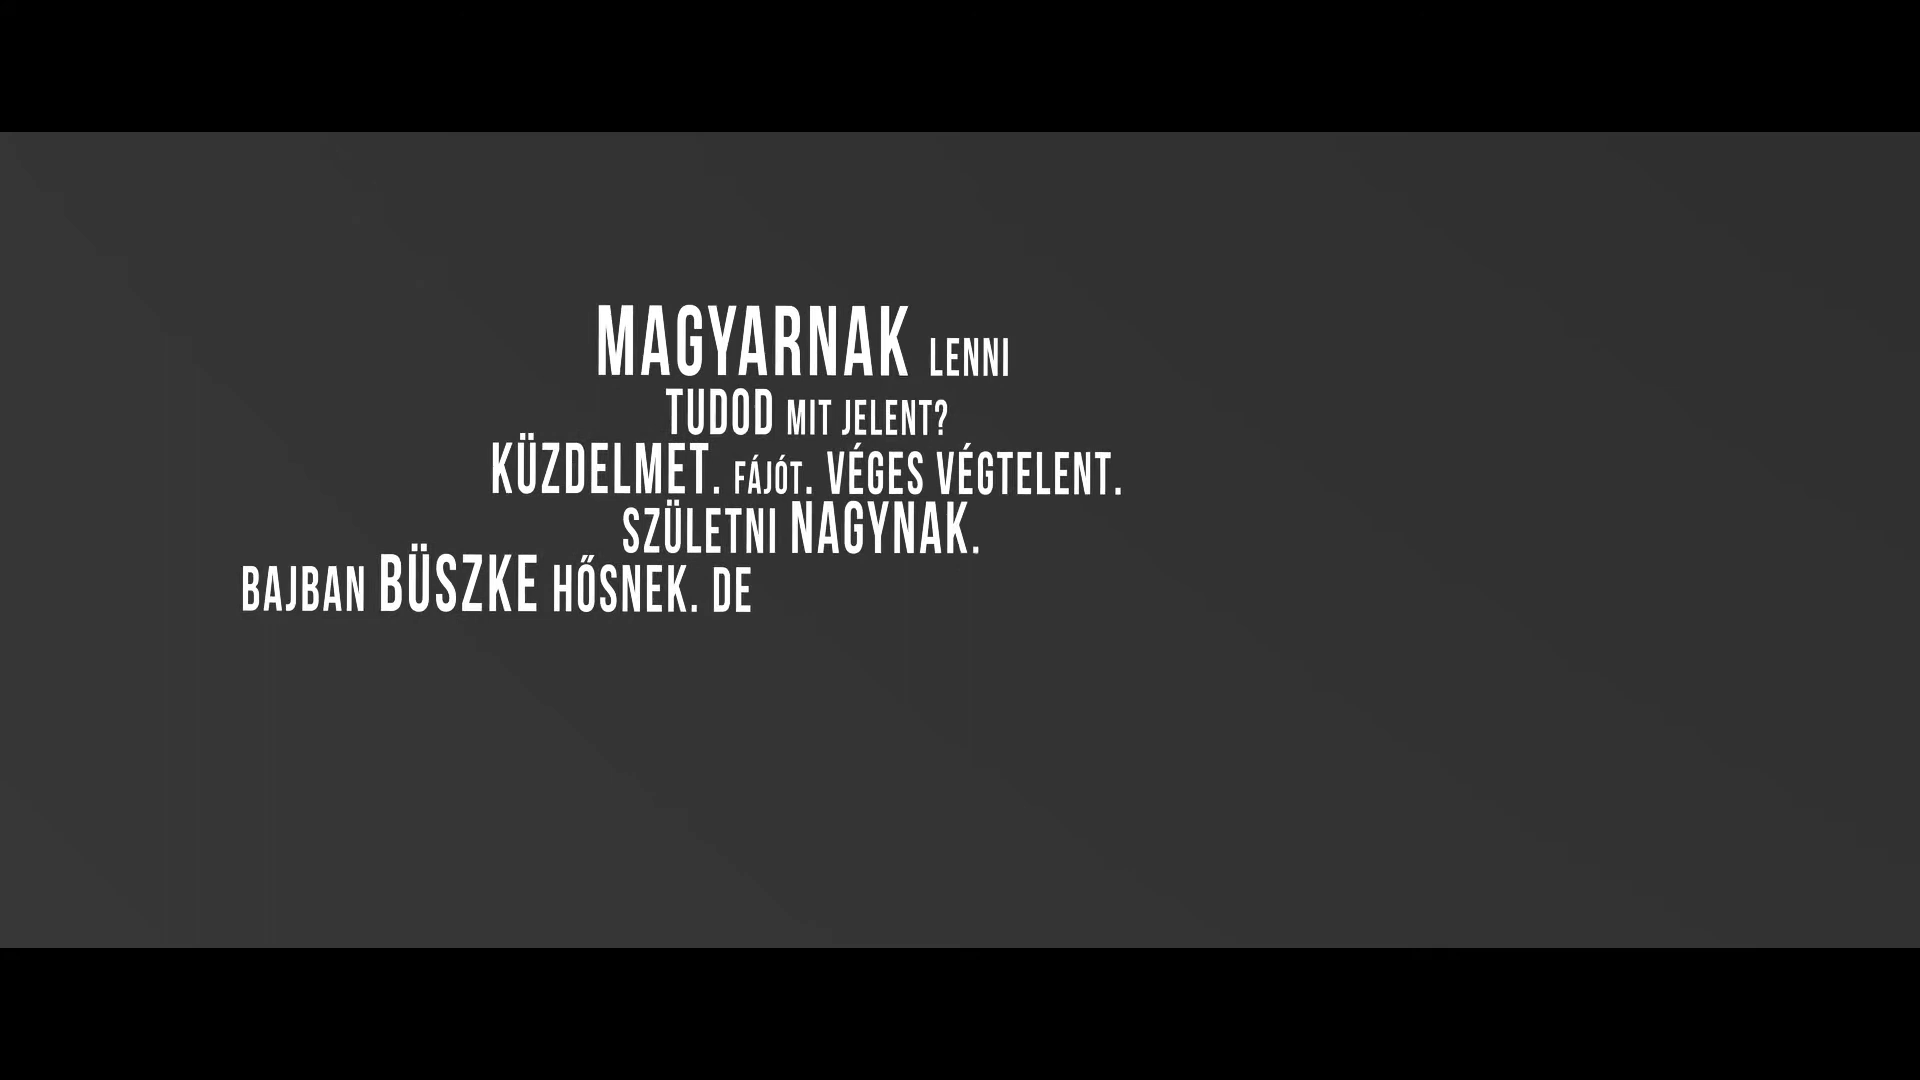 MAGYARNAK LENNI
TUDOD MIT JELENT?
KÜZDELMET. FÁJÓT. VÉGES VÉGTELENT.
SZÜLETNI NAGYNAK.
BAJBAN BÜSZKE HŐSNEK. DE